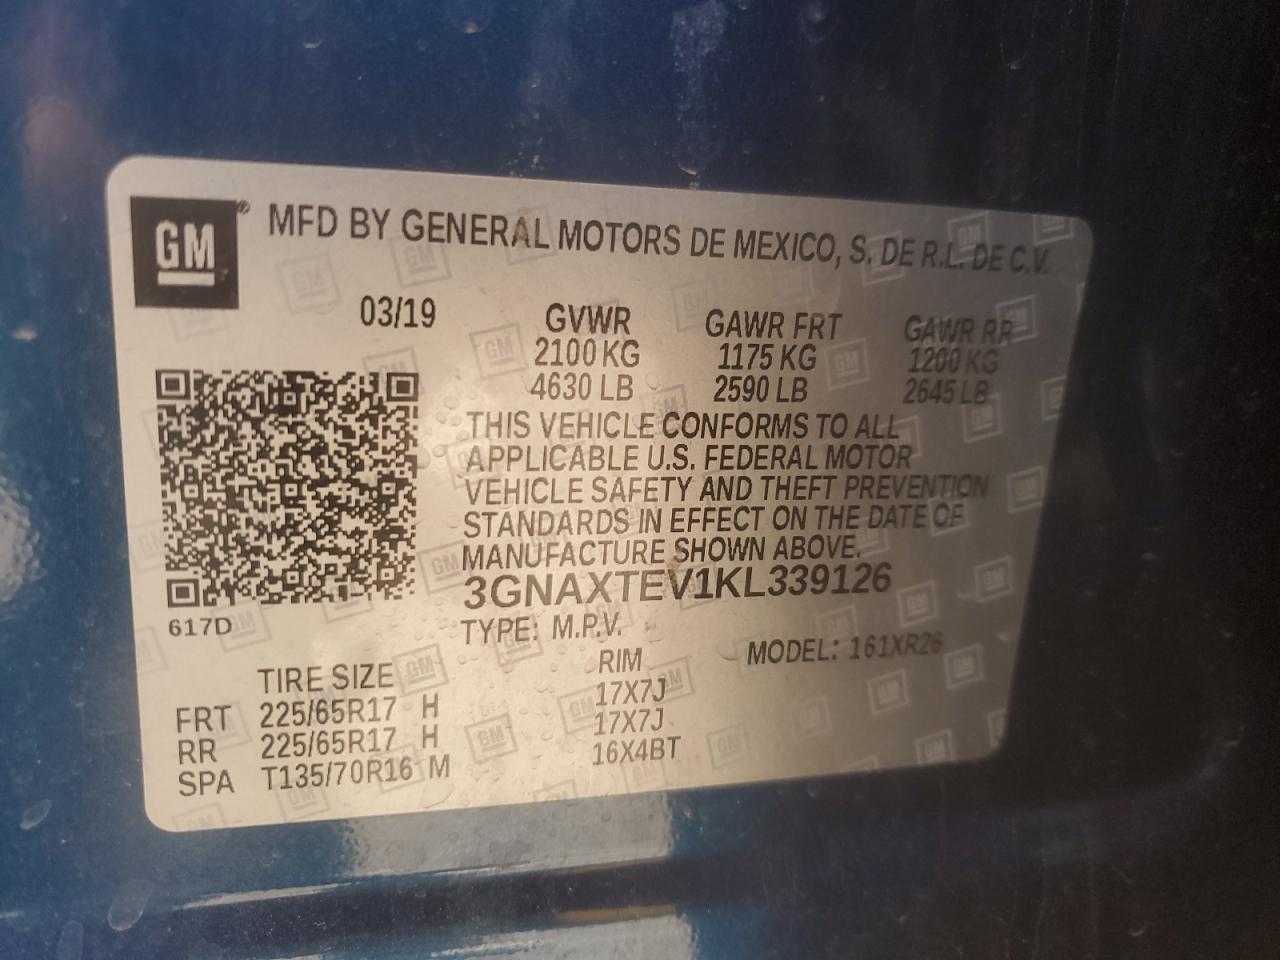 GM® MFD BY GENERAL MOTORS DE MEXICO, S. DE R.L. DE C.V.
03/19 GVWR GAWR FRT GAWR RR
2100 KG 1175 KG 1200 KG
4630 LB 2590 LB 2645 LB
THIS VEHICLE CONFORMS TO ALL
APPLICABLE U.S. FEDERAL MOTOR
VEHICLE SAFETY AND THEFT PREVENTION
STANDARDS IN EFFECT ON THE DATE OF
MANUFACTURE SHOWN ABOVE.
3GNAXTEV1KL339126
617D
TYPE: M.P.V. MODEL: 161XR26
TIRE SIZE RIM
FRT 225/65R17 H 17X7J
RR 225/65R17 H 17X7J
SPA T135/70R16 M 16X4BT